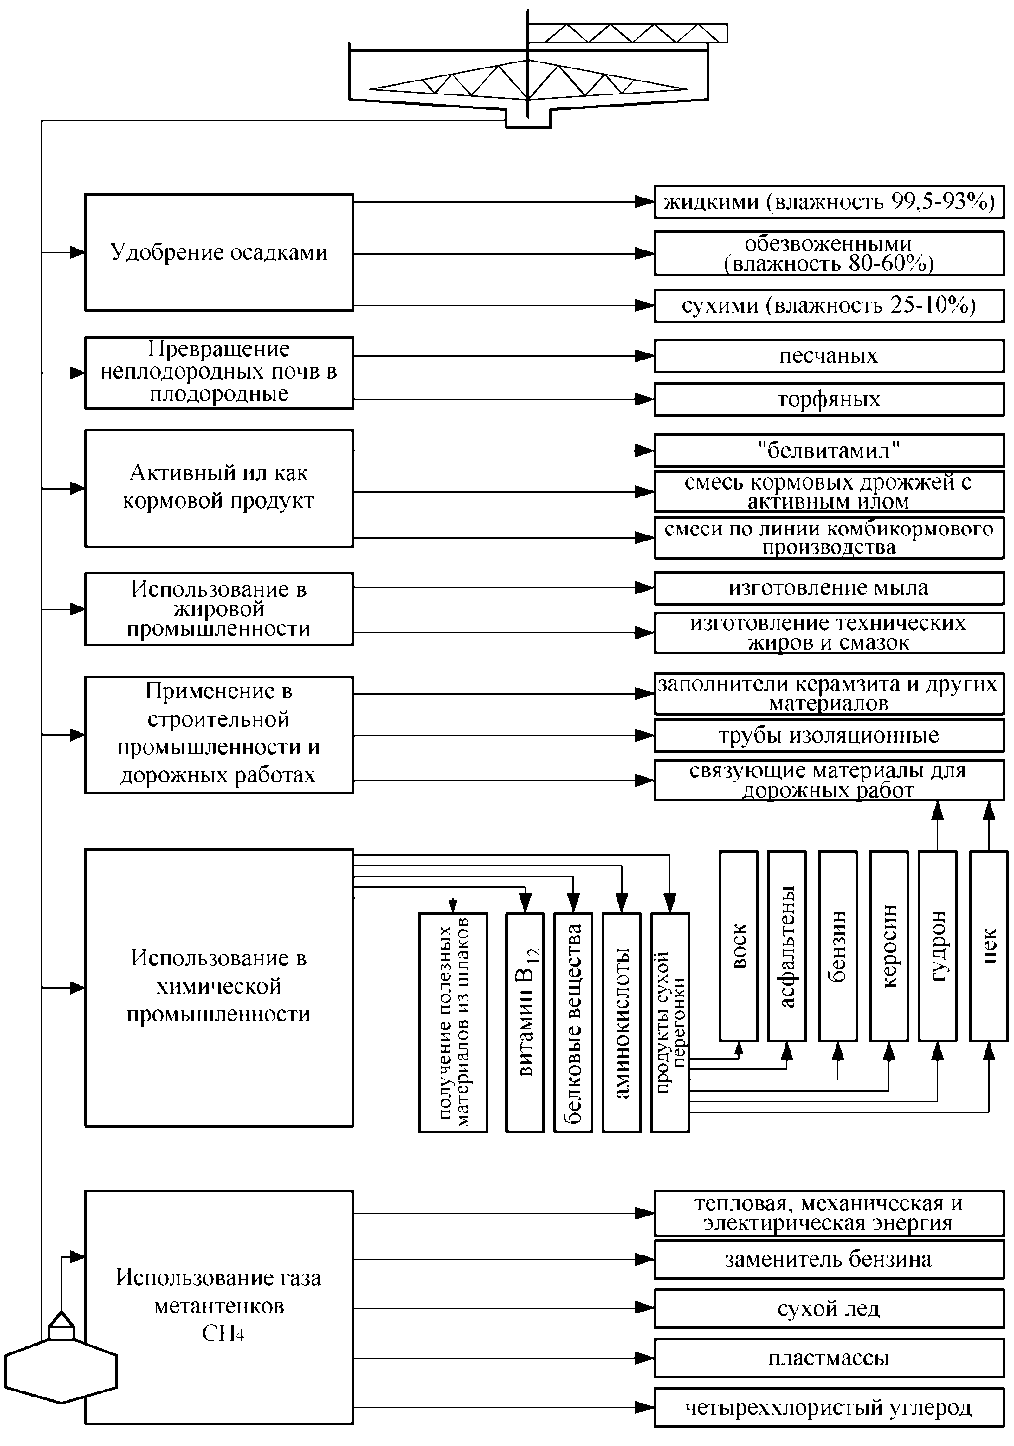 Удобрение осадками
жидкими (влажность 99,5-93%)
обезвоженными
(влажность 80-60%)
сухими (влажность 25-10%)
Превращение
неплодородных почв в
плодородные
песчаных
торфяных
Активный ил как
кормовой продукт
"белвитамил"
смесь кормовых дрожжей с
активным илом
смеси по линии комбикормового
производства
Использование в
жировой
промышленности
изготовление мыла
изготовление технических
жиров и смазок
Применение в
строительной
промышленности и
дорожных работах
заполнители керамзита и других
материалов
трубы изоляционные
связующие материалы для
дорожных работ
Использование в
химической
промышленности
получение полезных
материалов из шлаков
витамин B12
белковые вещества
аминокислоты
продукты сухой
перегонки
воск
асфальтены
бензин
керосин
гудрон
пек
Использование газа
метантенков
CH4
тепловая, механическая и
электирическая энергия
заменитель бензина
сухой лед
пластмассы
четыреххлористый углерод